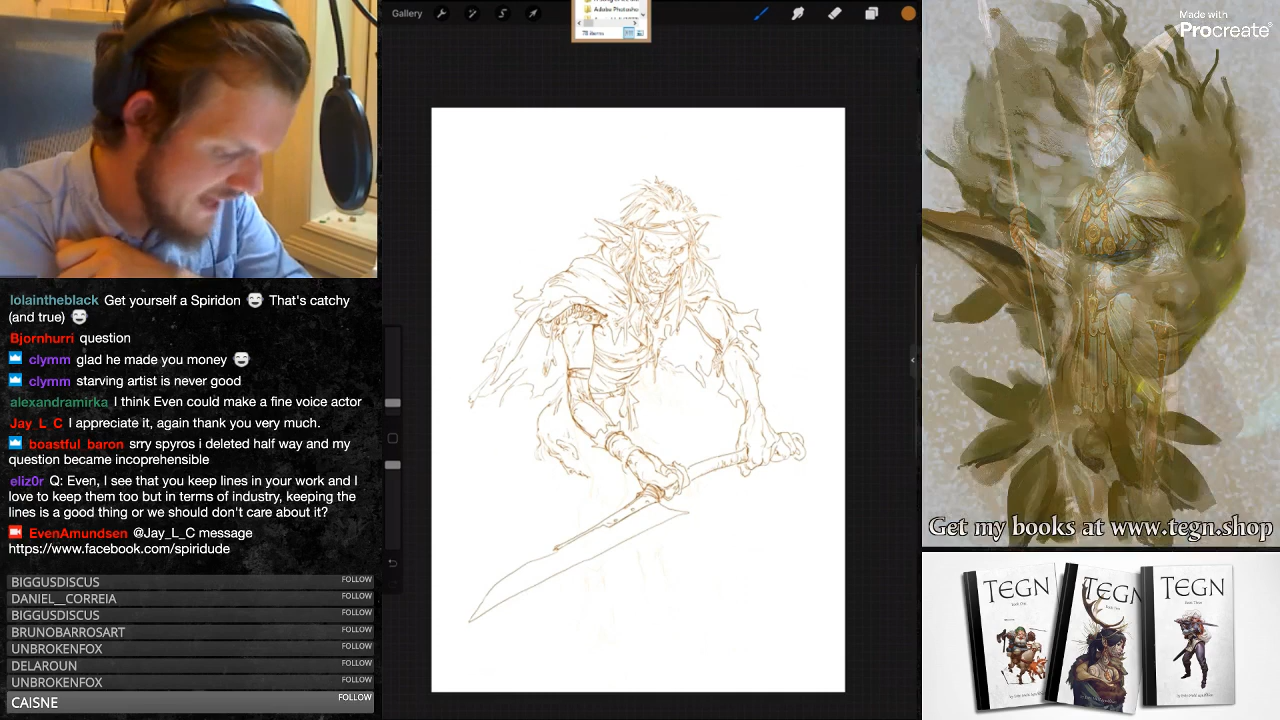 Gallery
Adobe Photosho
78 items
Made with
Procreate
lolaintheblack Get yourself a Spiridon That's catchy
(and true)
Bjornhurri question
clymm glad he made you money
clymm starving artist is never good
alexandramirka I think Even could make a fine voice actor
Jay_L_C I appreciate it, again thank you very much.
boastful_baron srry spyros i deleted half way and my
question became incoprehensible
eliz0r Q: Even, I see that you keep lines in your work and I
love to keep them too but in terms of industry, keeping the
lines is a good thing or we should don't care about it?
EvenAmundsen @Jay_L_C message
https://www.facebook.com/spiridude
BIGGUSDISCUS FOLLOW
DANIEL__CORREIA FOLLOW
BIGGUSDISCUS FOLLOW
BRUNOBARROSART FOLLOW
UNBROKENFOX FOLLOW
DELAROUN FOLLOW
UNBROKENFOX FOLLOW
CAISNE FOLLOW
Get my books at www.tegn.shop
TEGN
TEGN
TEGN